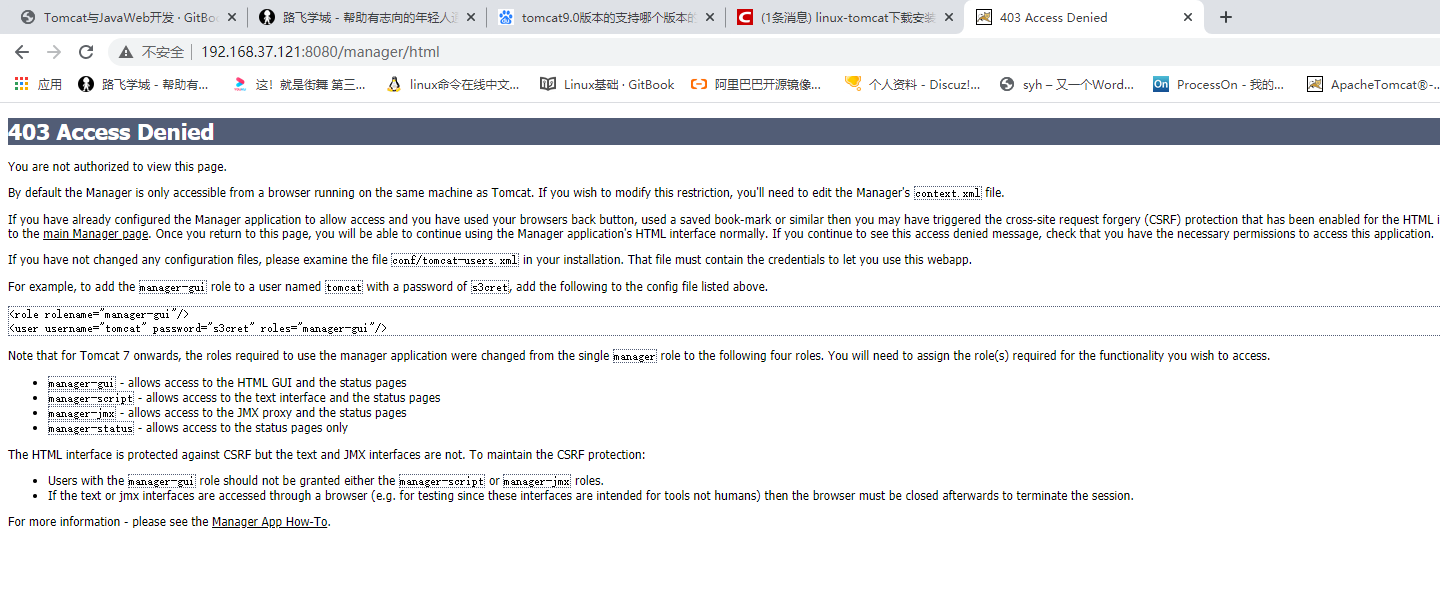 Tomcat与JavaWeb开发 · GitBoo
路飞学城 - 帮助有志向的年轻人通
tomcat9.0版本的支持哪个版本的
(1条消息) linux-tomcat下载安装
403 Access Denied
不安全 192.168.37.121:8080/manager/html
应用
路飞学城 - 帮助有...
这！就是街舞 第三...
linux命令在线中文...
Linux基础 · GitBook
阿里巴巴开源镜像...
个人资料 - Discuz!...
syh – 又一个Word...
On ProcessOn - 我的...
ApacheTomcat®-...
403 Access Denied
You are not authorized to view this page.
By default the Manager is only accessible from a browser running on the same machine as Tomcat. If you wish to modify this restriction, you'll need to edit the Manager's context.xml file.
If you have already configured the Manager application to allow access and you have used your browsers back button, used a saved book-mark or similar then you may have triggered the cross-site request forgery (CSRF) protection that has been enabled for the HTML i
to the main Manager page. Once you return to this page, you will be able to continue using the Manager application's HTML interface normally. If you continue to see this access denied message, check that you have the necessary permissions to access this application.
If you have not changed any configuration files, please examine the file conf/tomcat-users.xml in your installation. That file must contain the credentials to let you use this webapp.
For example, to add the manager-gui role to a user named tomcat with a password of s3cret, add the following to the config file listed above.
<role rolename="manager-gui"/>
<user username="tomcat" password="s3cret" roles="manager-gui"/>
Note that for Tomcat 7 onwards, the roles required to use the manager application were changed from the single manager role to the following four roles. You will need to assign the role(s) required for the functionality you wish to access.
• manager-gui - allows access to the HTML GUI and the status pages
• manager-script - allows access to the text interface and the status pages
• manager-jmx - allows access to the JMX proxy and the status pages
• manager-status - allows access to the status pages only
The HTML interface is protected against CSRF but the text and JMX interfaces are not. To maintain the CSRF protection:
• Users with the manager-gui role should not be granted either the manager-script or manager-jmx roles.
• If the text or jmx interfaces are accessed through a browser (e.g. for testing since these interfaces are intended for tools not humans) then the browser must be closed afterwards to terminate the session.
For more information - please see the Manager App How-To.